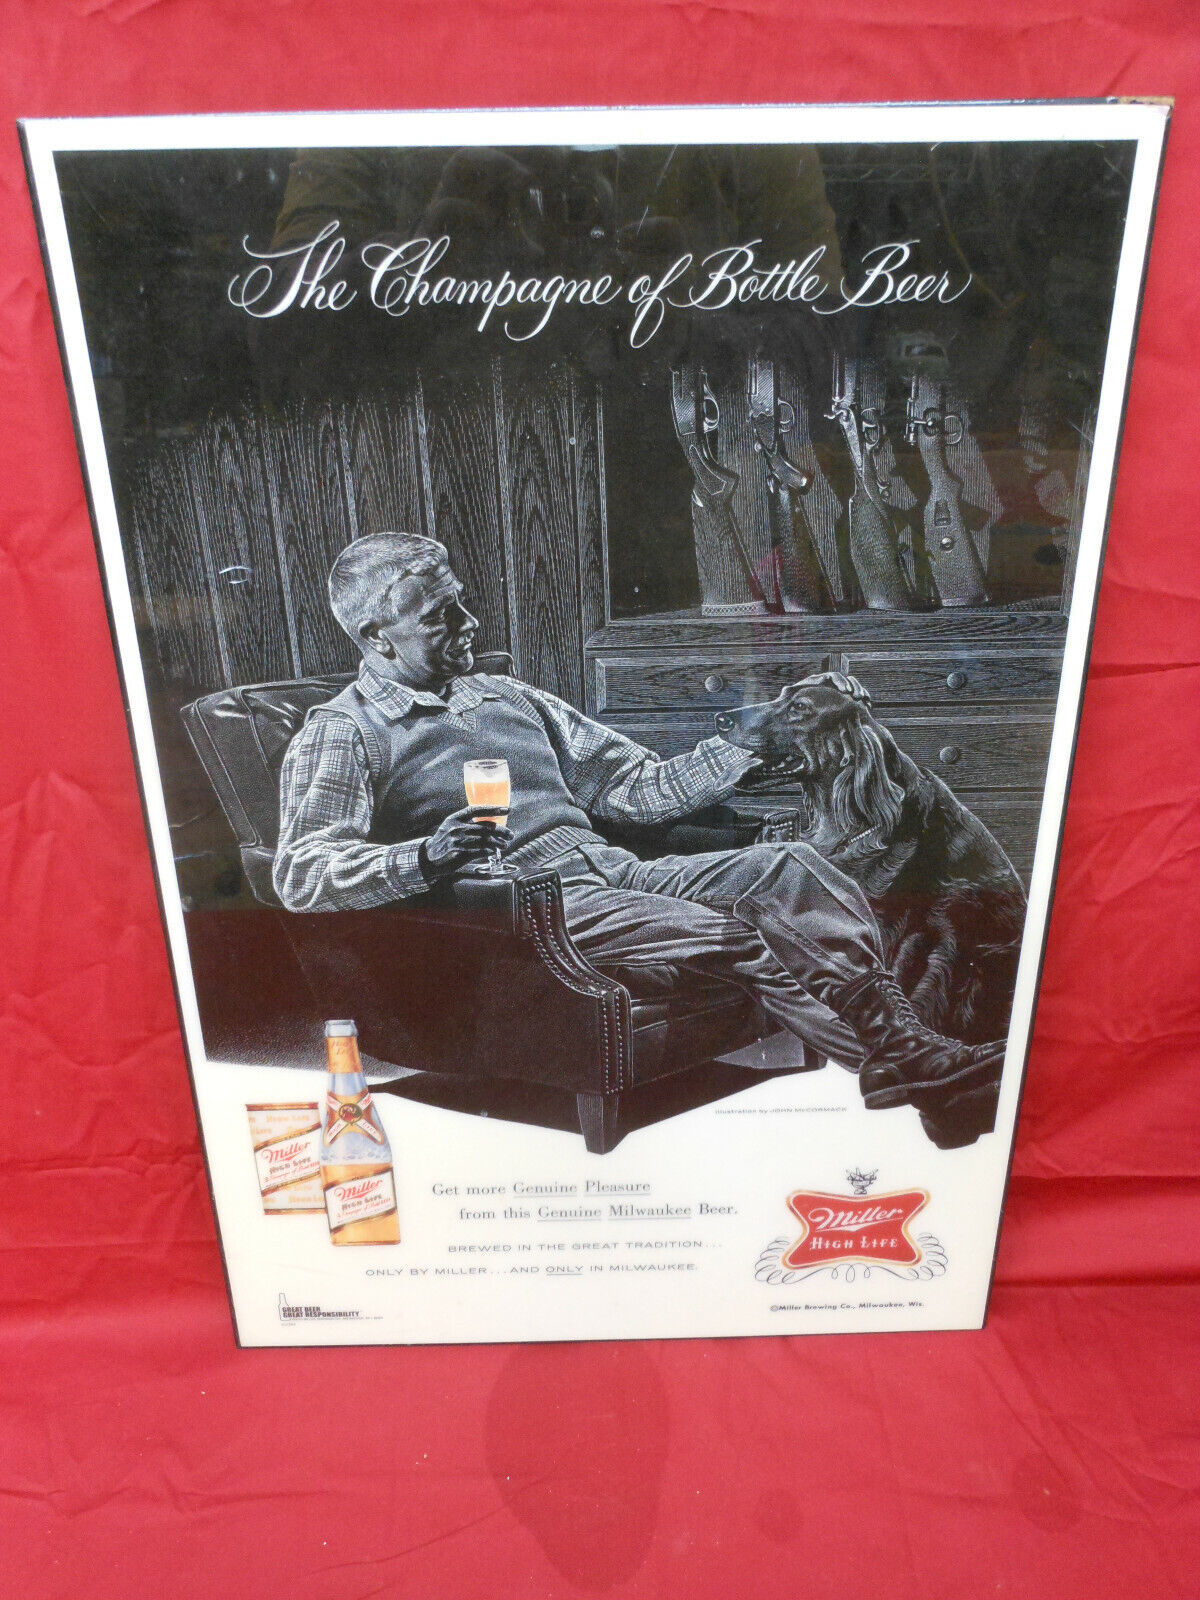 The Champagne of Bottle Beer
Illustration by JOHN McCORMACK
Miller
HIGH LIFE
Miller
HIGH LIFE
Get more Genuine Pleasure
from this Genuine Milwaukee Beer.
BREWED IN THE GREAT TRADITION...
ONLY BY MILLER...AND ONLY IN MILWAUKEE.
Miller
HIGH LIFE
©Miller Brewing Co., Milwaukee, Wis.
GREAT BEER
GREAT RESPONSIBILITY